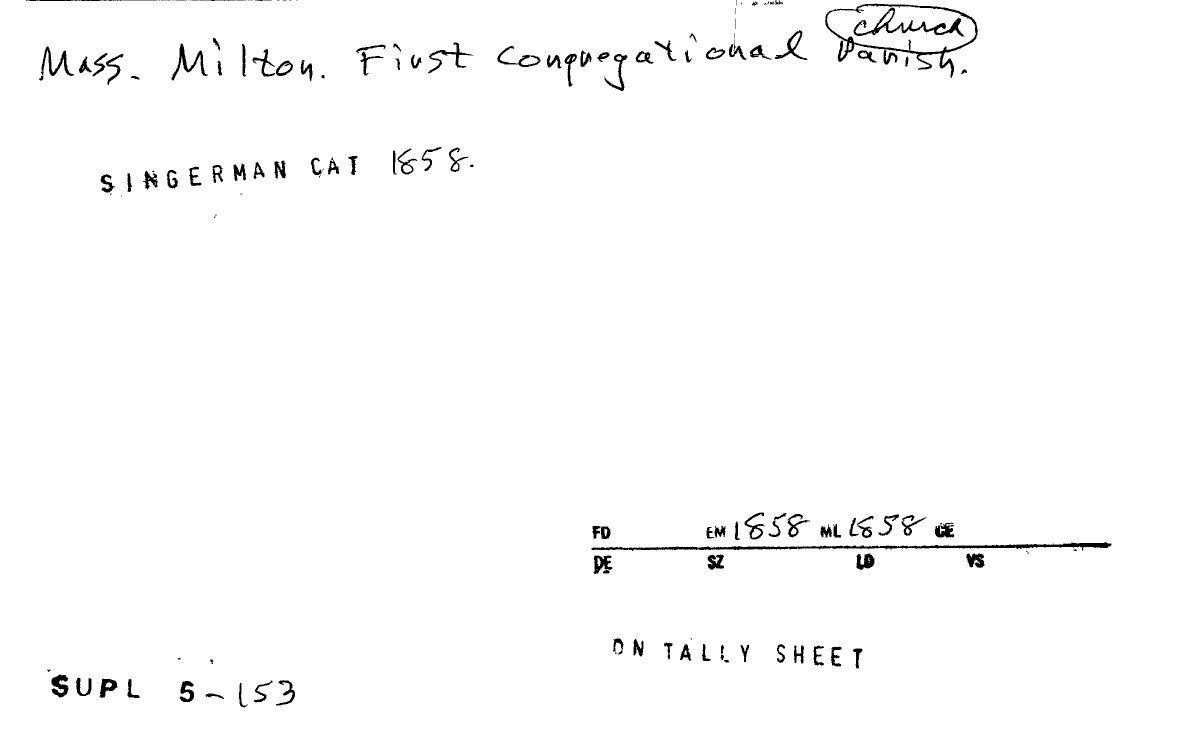 church
Mass. Milton. First Congregational Parish.
SINGERMAN CAT 1858.
FD EM 1858 ML 1858 CE
DE SZ LD VS
ON TALLY SHEET
SUPL 5-153